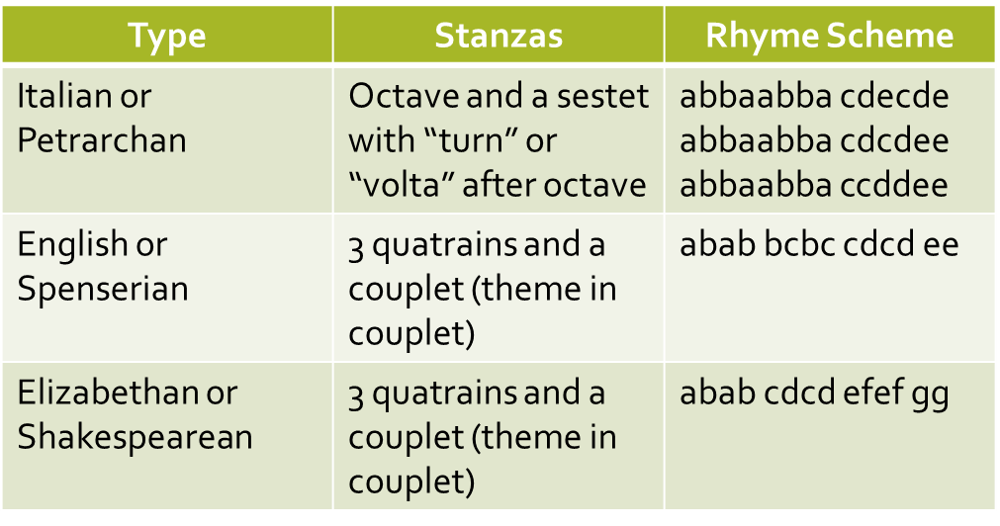 Type Stanzas Rhyme Scheme
Italian or
Petrarchan
Octave and a sestet
with “turn” or
“volta” after octave
abbaabba cdecde
abbaabba cdcdee
abbaabba ccddee
English or
Spenserian
3 quatrains and a
couplet (theme in
couplet)
abab bcbc cdcd ee
Elizabethan or
Shakespearean
3 quatrains and a
couplet (theme in
couplet)
abab cdcd efef gg